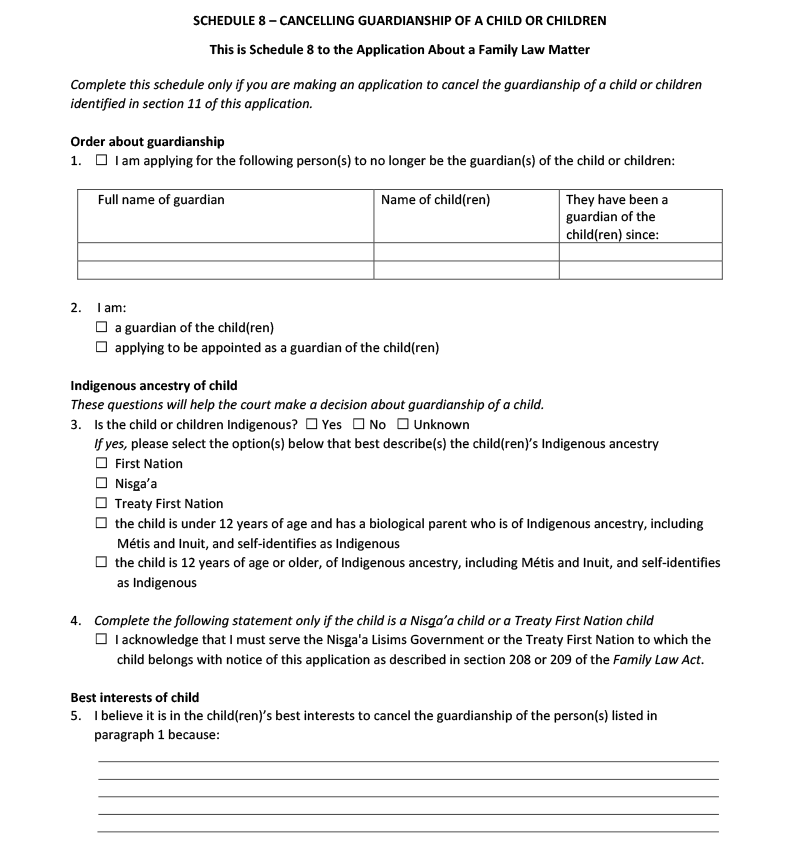 SCHEDULE 8 – CANCELLING GUARDIANSHIP OF A CHILD OR CHILDREN
This is Schedule 8 to the Application About a Family Law Matter
Complete this schedule only if you are making an application to cancel the guardianship of a child or children
identified in section 11 of this application.
Order about guardianship
1. ☐ I am applying for the following person(s) to no longer be the guardian(s) of the child or children:
Full name of guardian
Name of child(ren)
They have been a
guardian of the
child(ren) since:
2. I am:
☐ a guardian of the child(ren)
☐ applying to be appointed as a guardian of the child(ren)
Indigenous ancestry of child
These questions will help the court make a decision about guardianship of a child.
3. Is the child or children Indigenous? ☐ Yes ☐ No ☐ Unknown
If yes, please select the option(s) below that best describe(s) the child(ren)’s Indigenous ancestry
☐ First Nation
☐ Nisg̲a’a
☐ Treaty First Nation
☐ the child is under 12 years of age and has a biological parent who is of Indigenous ancestry, including
Métis and Inuit, and self-identifies as Indigenous
☐ the child is 12 years of age or older, of Indigenous ancestry, including Métis and Inuit, and self-identifies
as Indigenous
4. Complete the following statement only if the child is a Nisg̲a’a child or a Treaty First Nation child
☐ I acknowledge that I must serve the Nisg̲a'a Lisims Government or the Treaty First Nation to which the
child belongs with notice of this application as described in section 208 or 209 of the Family Law Act.
Best interests of child
5. I believe it is in the child(ren)’s best interests to cancel the guardianship of the person(s) listed in
paragraph 1 because: